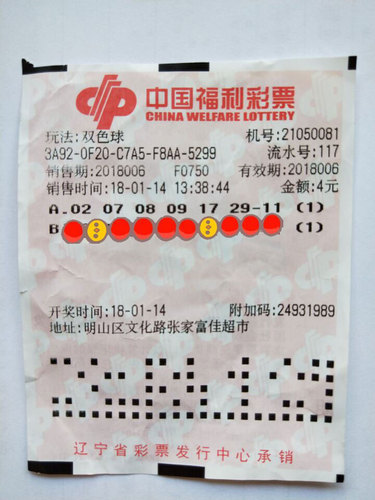 中国福利彩票
CHINA WELFARE LOTTERY
玩法:双色球 机号:21050081
3A92-0F20-C7A5-F8AA-5299 流水号:117
销售期:2018006 F0750 有效期:2018006
销售时间:18-01-14 13:38:44 金额:4元
A.02 07 08 09 17 29-11 (1)
B (1)
开奖时间:18-01-14 附加码:24931989
地址:明山区文化路张家富佳超市
辽宁省彩票发行中心承销